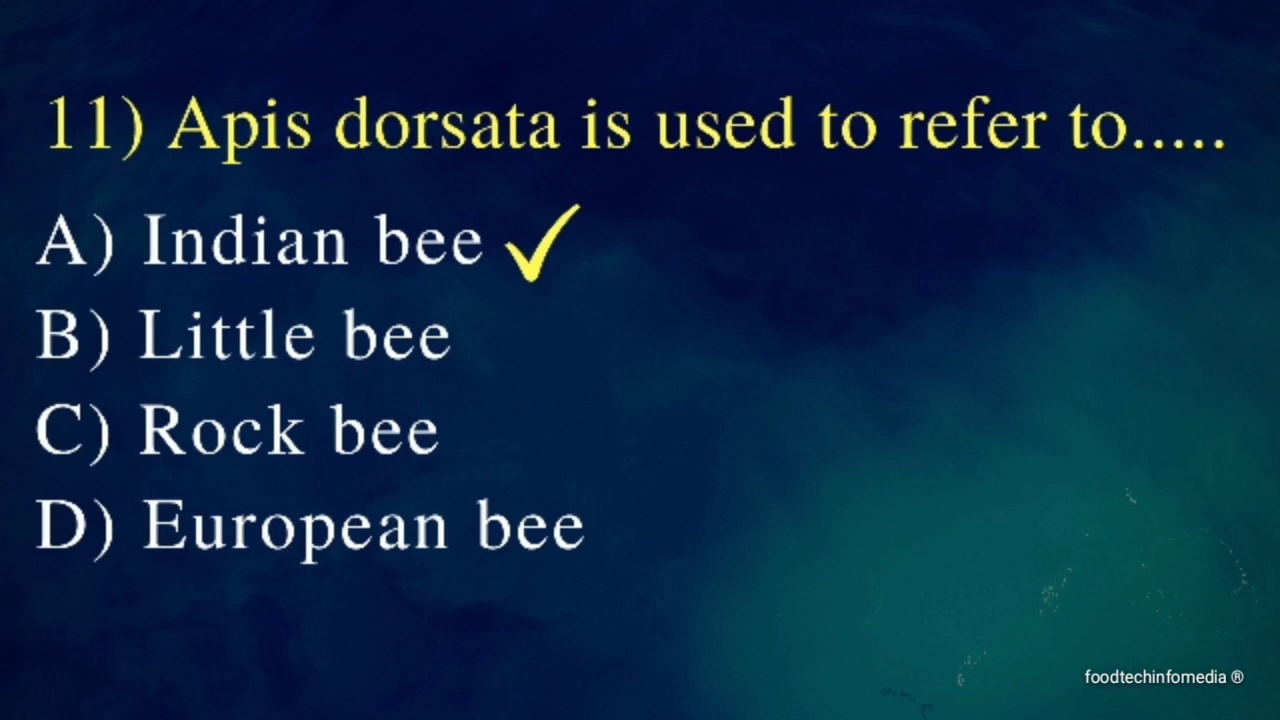 11) Apis dorsata is used to refer to.....
A) Indian bee ✓
B) Little bee
C) Rock bee
D) European bee
foodtechinfomedia ®